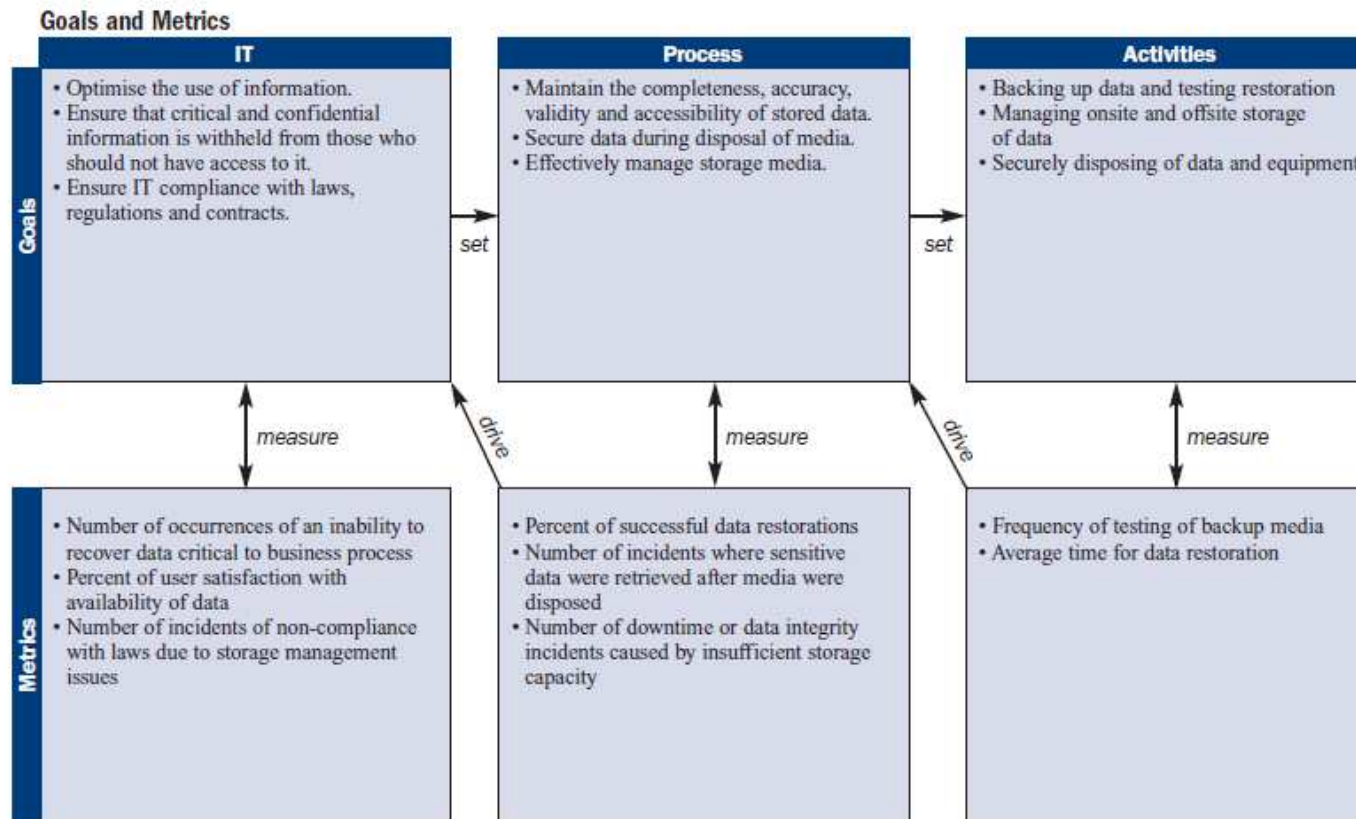 Goals and Metrics
IT
Process
Activities
Goals
• Optimise the use of information.
• Ensure that critical and confidential
information is withheld from those who
should not have access to it.
• Ensure IT compliance with laws,
regulations and contracts.
set
• Maintain the completeness, accuracy,
validity and accessibility of stored data.
• Secure data during disposal of media.
• Effectively manage storage media.
set
• Backing up data and testing restoration
• Managing onsite and offsite storage
of data
• Securely disposing of data and equipment
measure
drive
measure
drive
measure
Metrics
• Number of occurrences of an inability to
recover data critical to business process
• Percent of user satisfaction with
availability of data
• Number of incidents of non-compliance
with laws due to storage management
issues
• Percent of successful data restorations
• Number of incidents where sensitive
data were retrieved after media were
disposed
• Number of downtime or data integrity
incidents caused by insufficient storage
capacity
• Frequency of testing of backup media
• Average time for data restoration